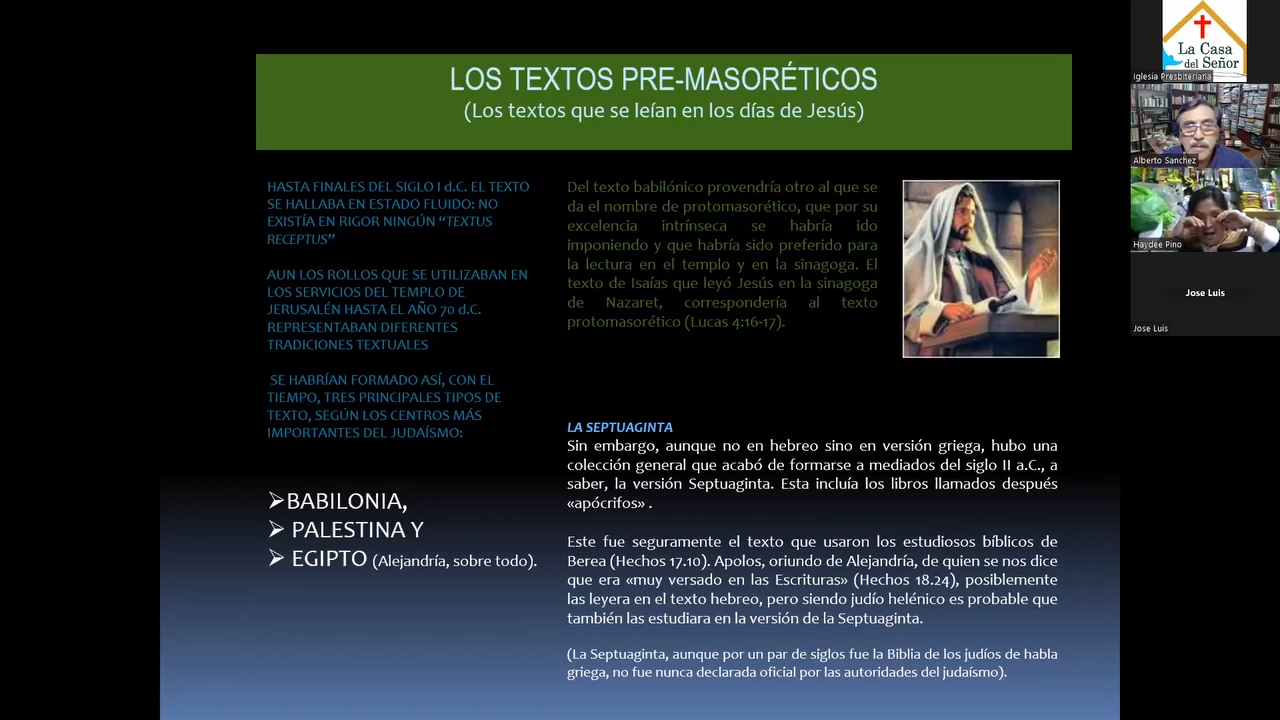 LOS TEXTOS PRE-MASORÉTICOS
(Los textos que se leían en los días de Jesús)
HASTA FINALES DEL SIGLO I d.C. EL TEXTO
SE HALLABA EN ESTADO FLUIDO: NO
EXISTÍA EN RIGOR NINGÚN “TEXTUS
RECEPTUS”
AUN LOS ROLLOS QUE SE UTILIZABAN EN
LOS SERVICIOS DEL TEMPLO DE
JERUSALÉN HASTA EL AÑO 70 d.C.
REPRESENTABAN DIFERENTES
TRADICIONES TEXTUALES
SE HABRÍAN FORMADO ASÍ, CON EL
TIEMPO, TRES PRINCIPALES TIPOS DE
TEXTO, SEGÚN LOS CENTROS MÁS
IMPORTANTES DEL JUDAÍSMO:
➢BABILONIA,
➢ PALESTINA Y
➢ EGIPTO (Alejandría, sobre todo).
Del texto babilónico provendría otro al que se
da el nombre de protomasorético, que por su
excelencia intrínseca se habría ido
imponiendo y que habría sido preferido para
la lectura en el templo y en la sinagoga. El
texto de Isaías que leyó Jesús en la sinagoga
de Nazaret, correspondería al texto
protomasorético (Lucas 4:16-17).
LA SEPTUAGINTA
Sin embargo, aunque no en hebreo sino en versión griega, hubo una
colección general que acabó de formarse a mediados del siglo II a.C., a
saber, la versión Septuaginta. Esta incluía los libros llamados después
«apócrifos» .
Este fue seguramente el texto que usaron los estudiosos bíblicos de
Berea (Hechos 17.10). Apolos, oriundo de Alejandría, de quien se nos dice
que era «muy versado en las Escrituras» (Hechos 18.24), posiblemente
las leyera en el texto hebreo, pero siendo judío helénico es probable que
también las estudiara en la versión de la Septuaginta.
(La Septuaginta, aunque por un par de siglos fue la Biblia de los judíos de habla
griega, no fue nunca declarada oficial por las autoridades del judaísmo).
La Casa
del Señor
Iglesia Presbiteriana
Alberto Sanchez
Haydée Pino
Jose Luis
Jose Luis